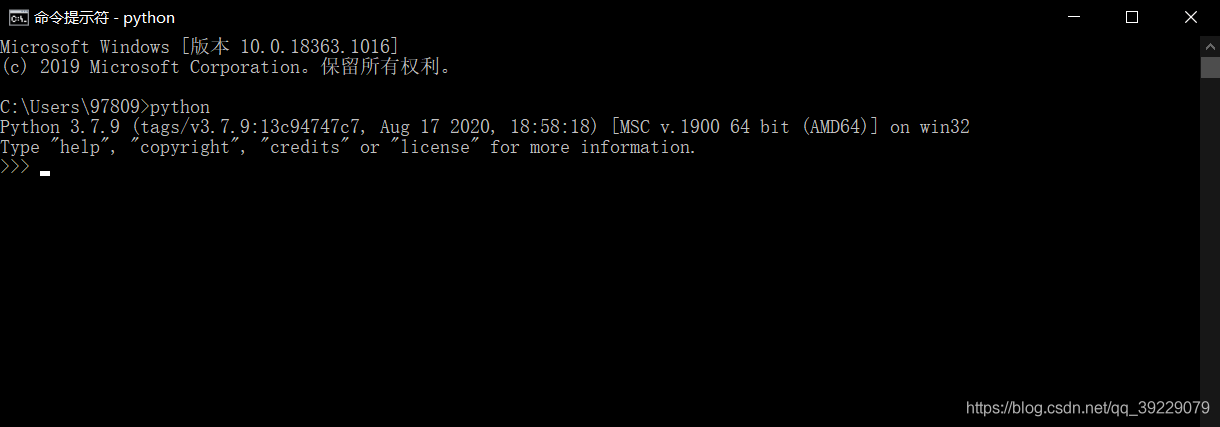 命令提示符 - python
Microsoft Windows [版本 10.0.18363.1016]
(c) 2019 Microsoft Corporation。保留所有权利。
C:\Users\97809>python
Python 3.7.9 (tags/v3.7.9:13c94747c7, Aug 17 2020, 18:58:18) [MSC v.1900 64 bit (AMD64)] on win32
Type "help", "copyright", "credits" or "license" for more information.
>>>
https://blog.csdn.net/qq_39229079